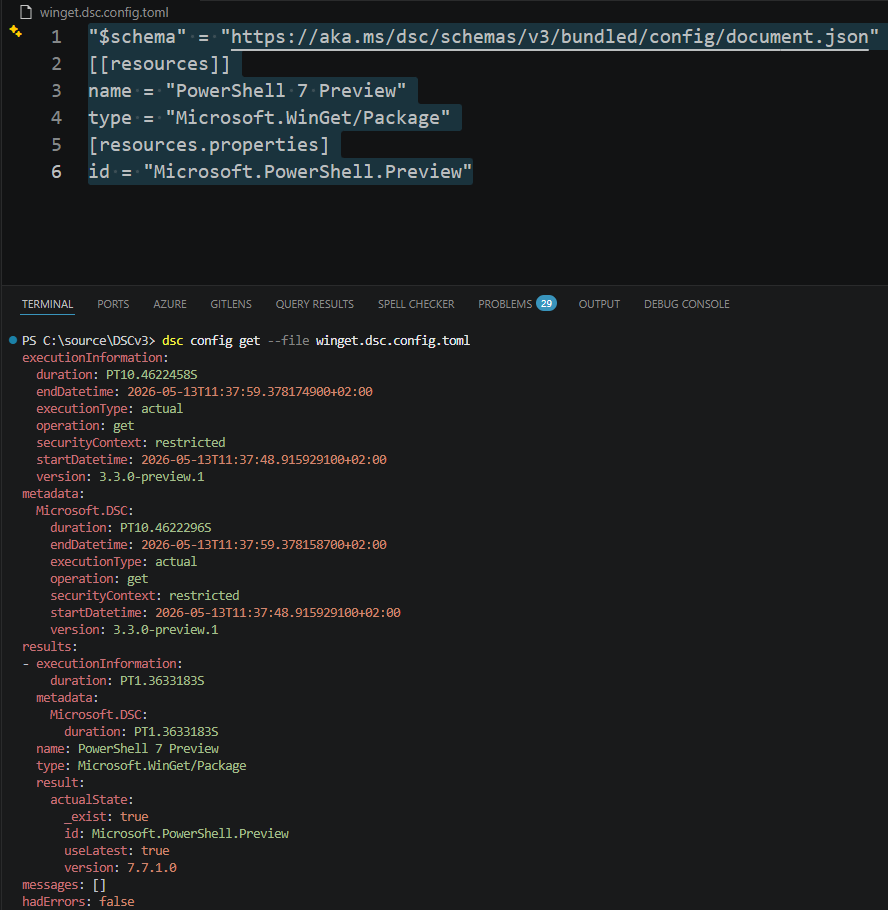 winget.dsc.config.toml
1 "$schema" = "https://aka.ms/dsc/schemas/v3/bundled/config/document.json"
2 [[resources]]
3 name = "PowerShell 7 Preview"
4 type = "Microsoft.WinGet/Package"
5 [resources.properties]
6 id = "Microsoft.PowerShell.Preview"
TERMINAL PORTS AZURE GITLENS QUERY RESULTS SPELL CHECKER PROBLEMS 29 OUTPUT DEBUG CONSOLE
PS C:\source\DSCv3> dsc config get --file winget.dsc.config.toml
executionInformation:
  duration: PT10.4622458S
  endDatetime: 2026-05-13T11:37:59.378174900+02:00
  executionType: actual
  operation: get
  securityContext: restricted
  startDatetime: 2026-05-13T11:37:48.915929100+02:00
  version: 3.3.0-preview.1
metadata:
  Microsoft.DSC:
    duration: PT10.4622296S
    endDatetime: 2026-05-13T11:37:59.378158700+02:00
    executionType: actual
    operation: get
    securityContext: restricted
    startDatetime: 2026-05-13T11:37:48.915929100+02:00
    version: 3.3.0-preview.1
results:
- executionInformation:
    duration: PT1.3633183S
  metadata:
    Microsoft.DSC:
      duration: PT1.3633183S
  name: PowerShell 7 Preview
  type: Microsoft.WinGet/Package
  result:
    actualState:
      _exist: true
      id: Microsoft.PowerShell.Preview
      useLatest: true
      version: 7.7.1.0
messages: []
hadErrors: false